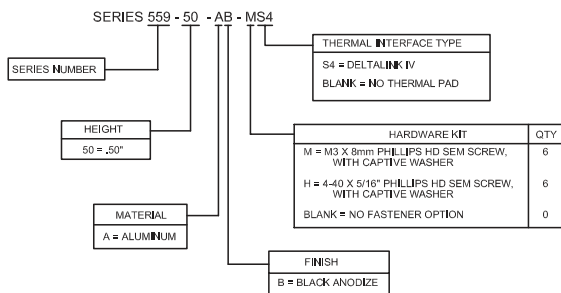 SERIES 559 - 50 - AB - MS4
THERMAL INTERFACE TYPE
S4 = DELTALINK IV
BLANK = NO THERMAL PAD
SERIES NUMBER
HEIGHT
50 = .50"
HARDWARE KIT QTY
M = M3 X 8mm PHILLIPS HD SEM SCREW, 6
WITH CAPTIVE WASHER
H = 4-40 X 5/16" PHILLIPS HD SEM SCREW, 6
WITH CAPTIVE WASHER
BLANK = NO FASTENER OPTION 0
MATERIAL
A = ALUMINUM
FINISH
B = BLACK ANODIZE